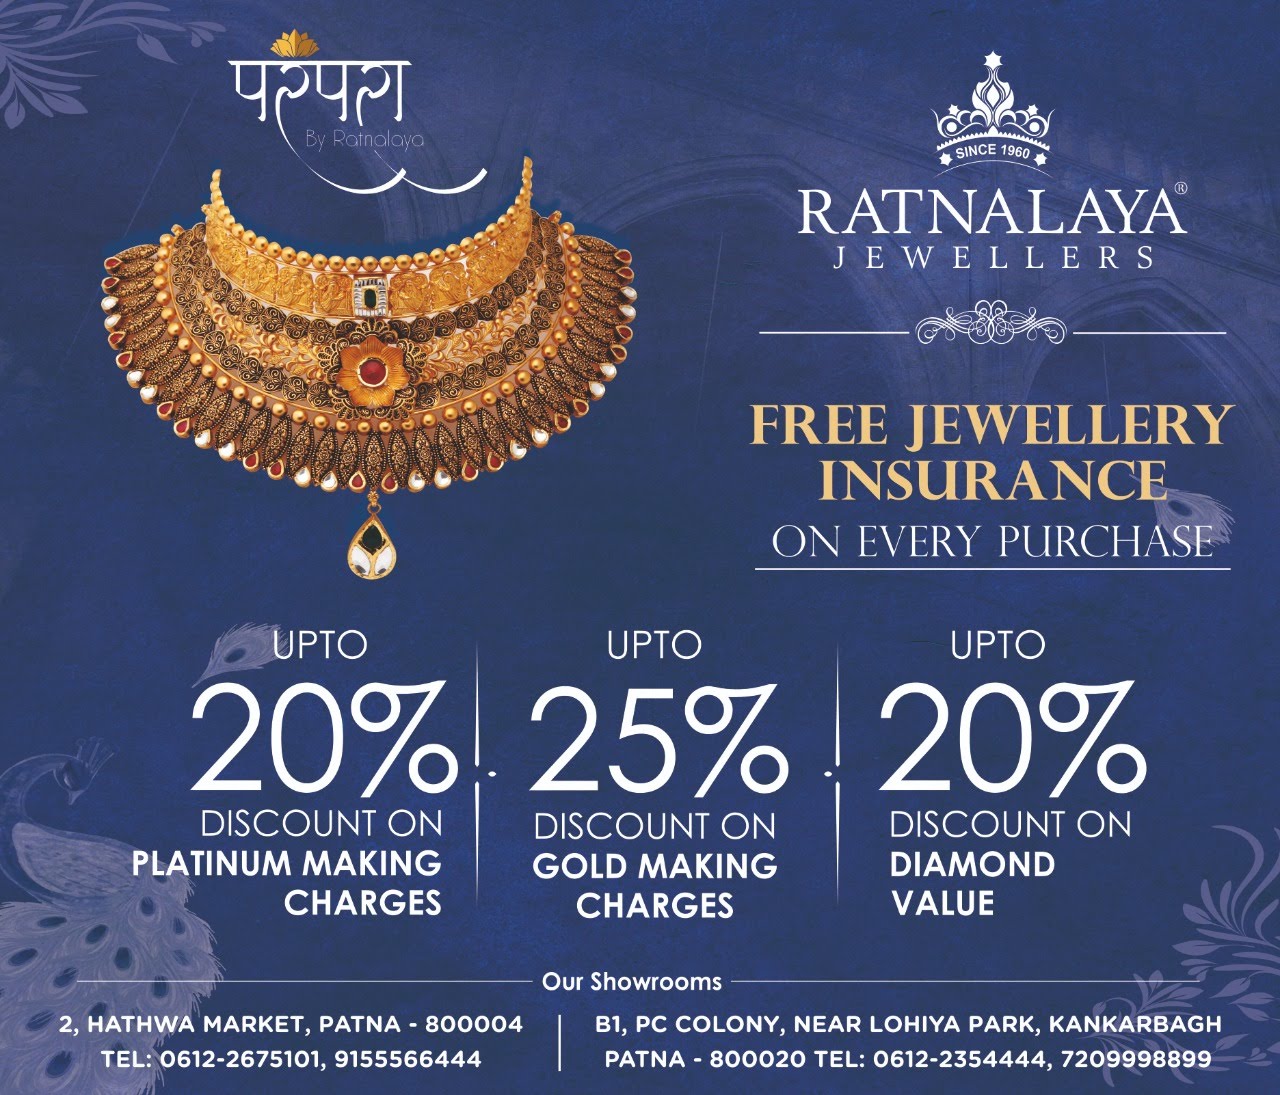 परंपरा
By Ratnalaya
SINCE 1960
RATNALAYA®
JEWELLERS
FREE JEWELLERY
INSURANCE
ON EVERY PURCHASE
UPTO
20%
DISCOUNT ON
PLATINUM MAKING
CHARGES
UPTO
25%
DISCOUNT ON
GOLD MAKING
CHARGES
UPTO
20%
DISCOUNT ON
DIAMOND
VALUE
Our Showrooms
2, HATHWA MARKET, PATNA - 800004
TEL: 0612-2675101, 9155566444
B1, PC COLONY, NEAR LOHIYA PARK, KANKARBAGH
PATNA - 800020 TEL: 0612-2354444, 7209998899